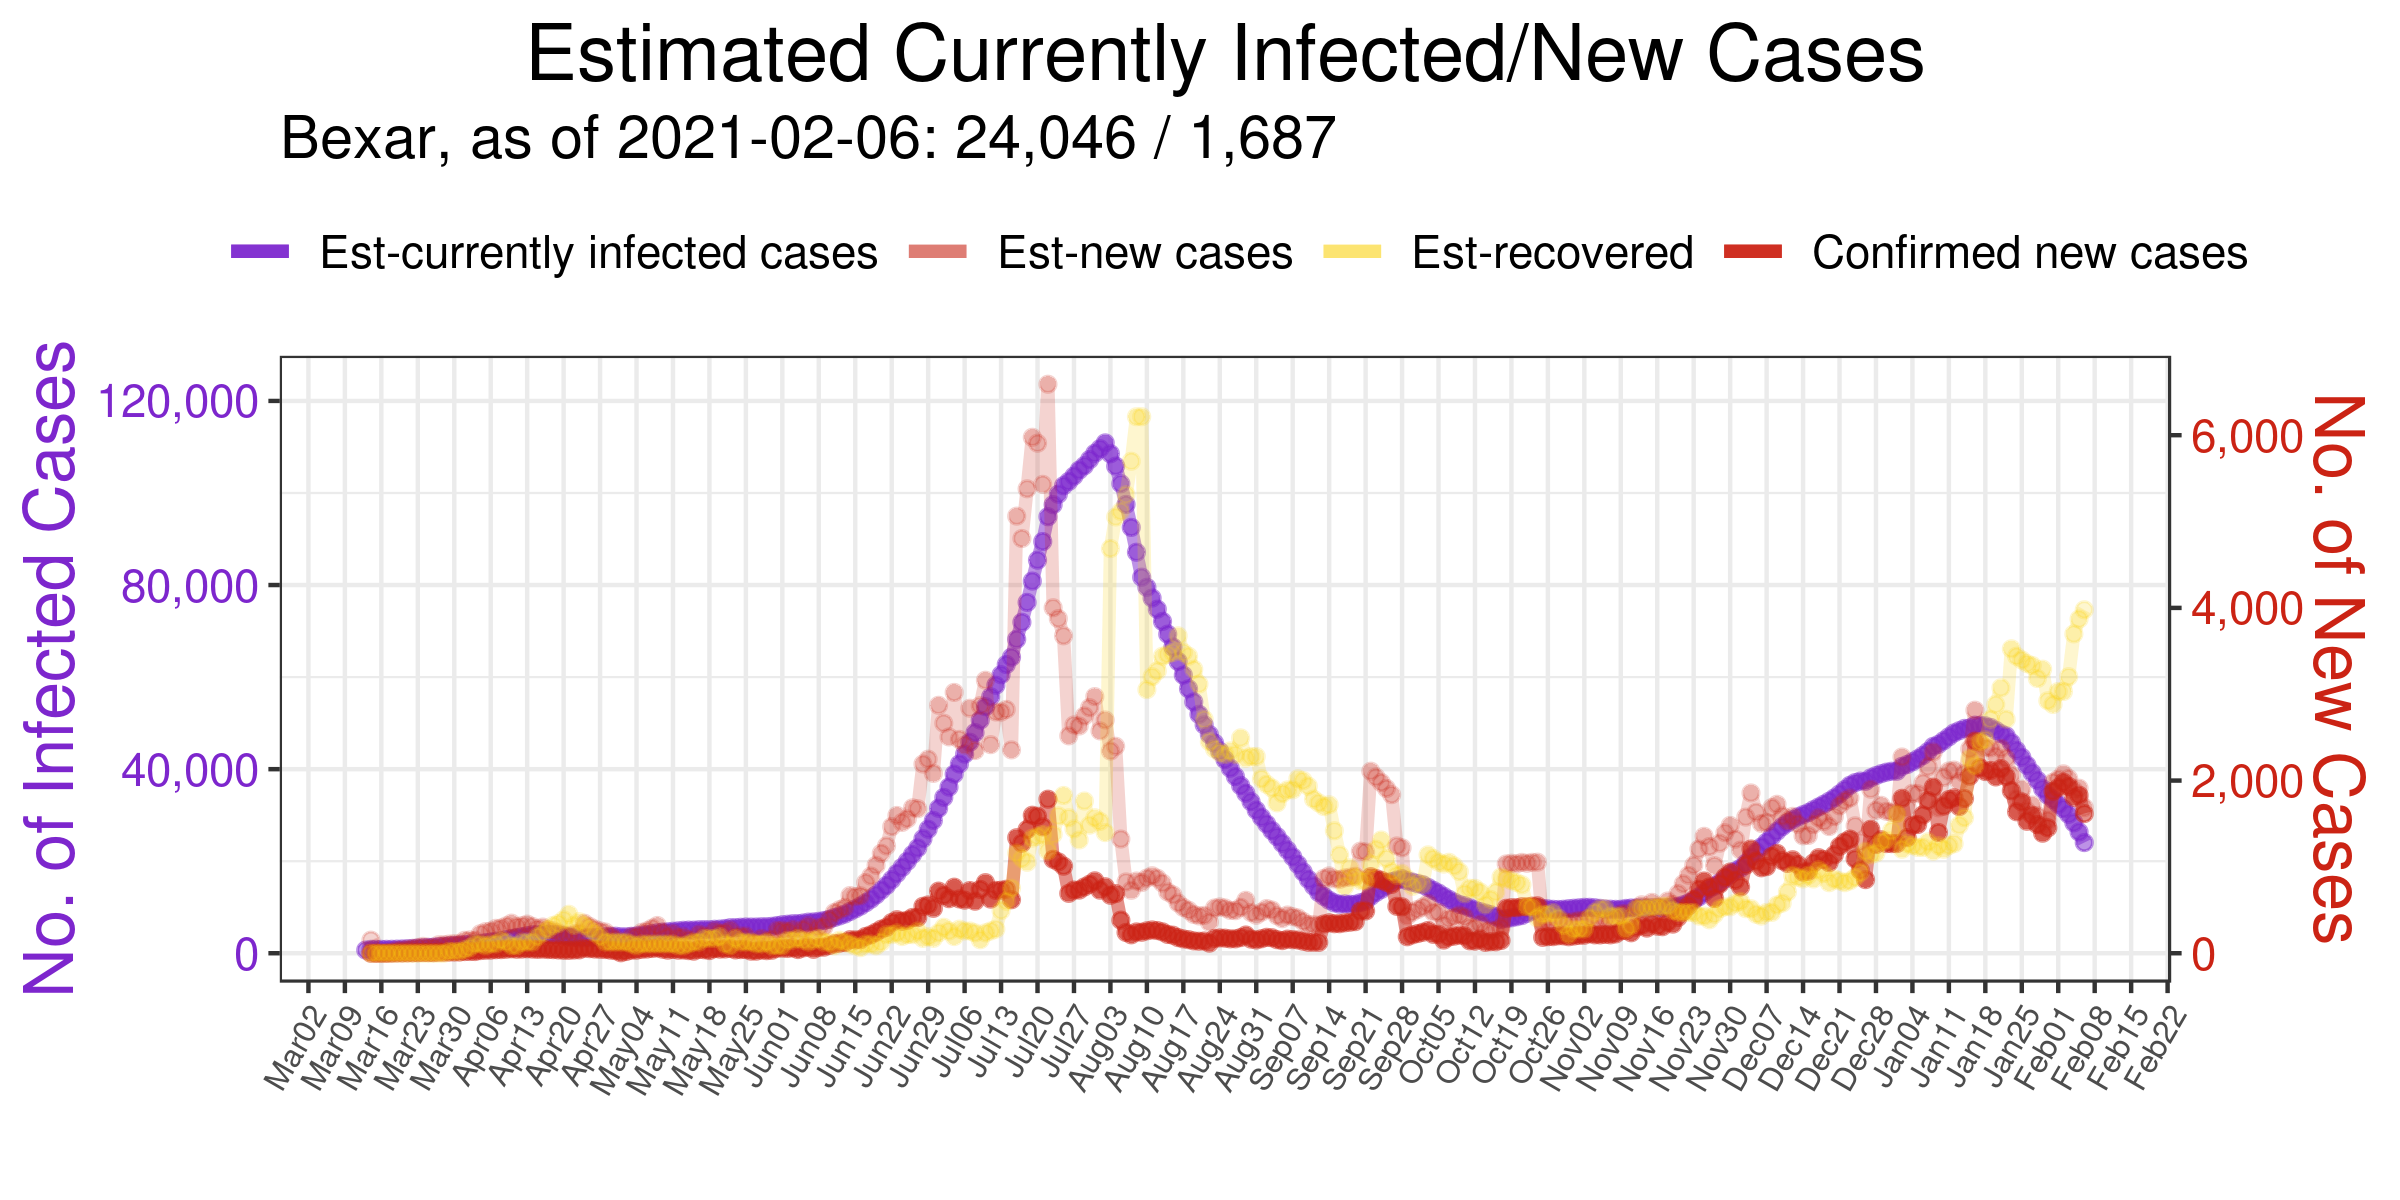 Estimated Currently Infected/New Cases
Bexar, as of 2021-02-06: 24,046 / 1,687
Est-currently infected cases Est-new cases Est-recovered Confirmed new cases
No. of Infected Cases
120,000
80,000
40,000
0
No. of New Cases
6,000
4,000
2,000
0
Mar02 Mar09 Mar16 Mar23 Mar30 Apr06 Apr13 Apr20 Apr27 May04 May11 May18 May25 Jun01 Jun08 Jun15 Jun22 Jun29 Jul06 Jul13 Jul20 Jul27 Aug03 Aug10 Aug17 Aug24 Aug31 Sep07 Sep14 Sep21 Sep28 Oct05 Oct12 Oct19 Oct26 Nov02 Nov09 Nov16 Nov23 Nov30 Dec07 Dec14 Dec21 Dec28 Jan04 Jan11 Jan18 Jan25 Feb01 Feb08 Feb15 Feb22